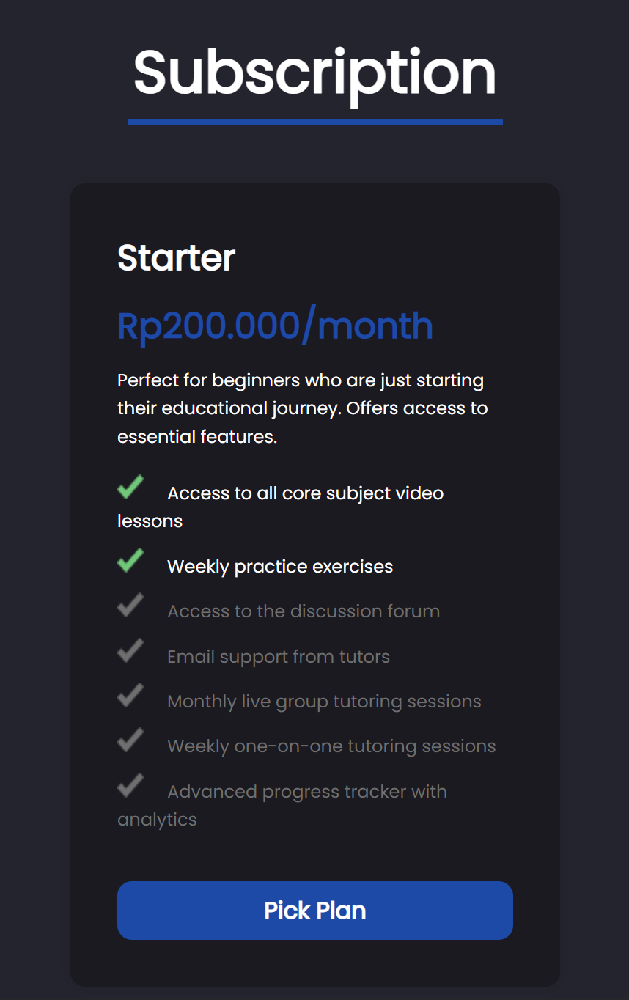 Subscription
Starter
Rp200.000/month
Perfect for beginners who are just starting
their educational journey. Offers access to
essential features.
Access to all core subject video
lessons
Weekly practice exercises
Access to the discussion forum
Email support from tutors
Monthly live group tutoring sessions
Weekly one-on-one tutoring sessions
Advanced progress tracker with
analytics
Pick Plan